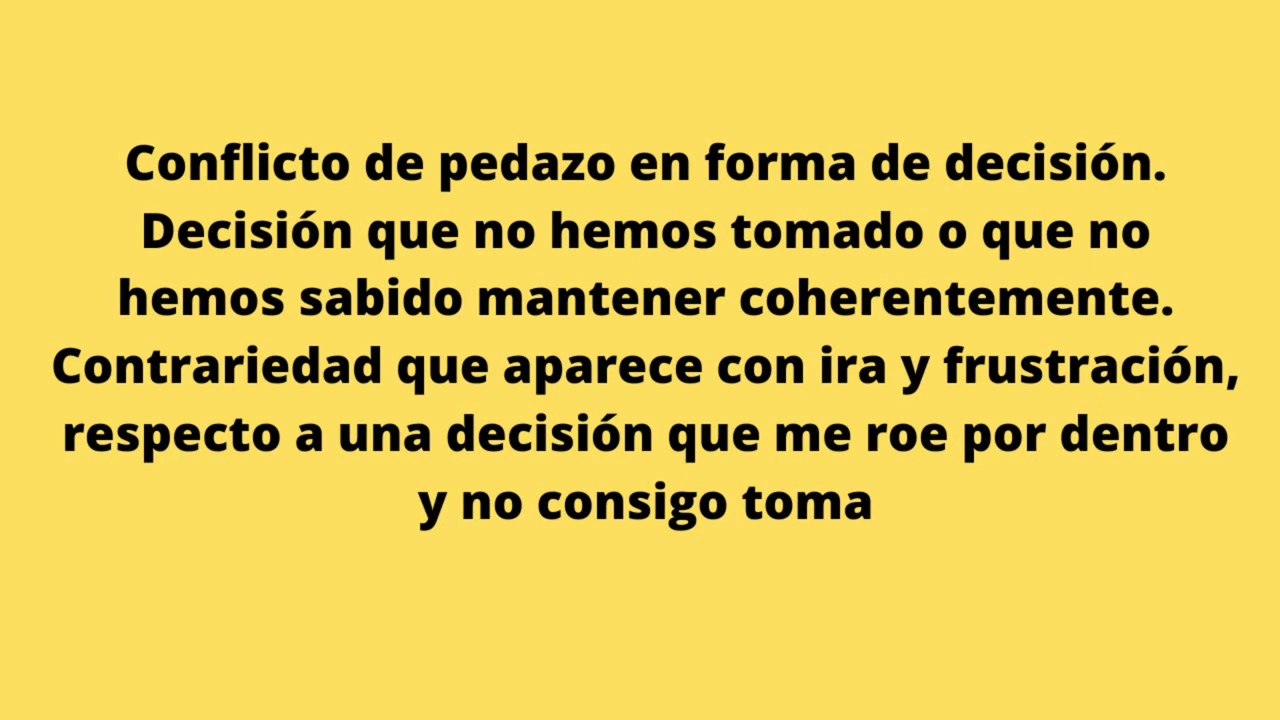 Conflicto de pedazo en forma de decisión.
Decisión que no hemos tomado o que no
hemos sabido mantener coherentemente.
Contrariedad que aparece con ira y frustración,
respecto a una decisión que me roe por dentro
y no consigo toma